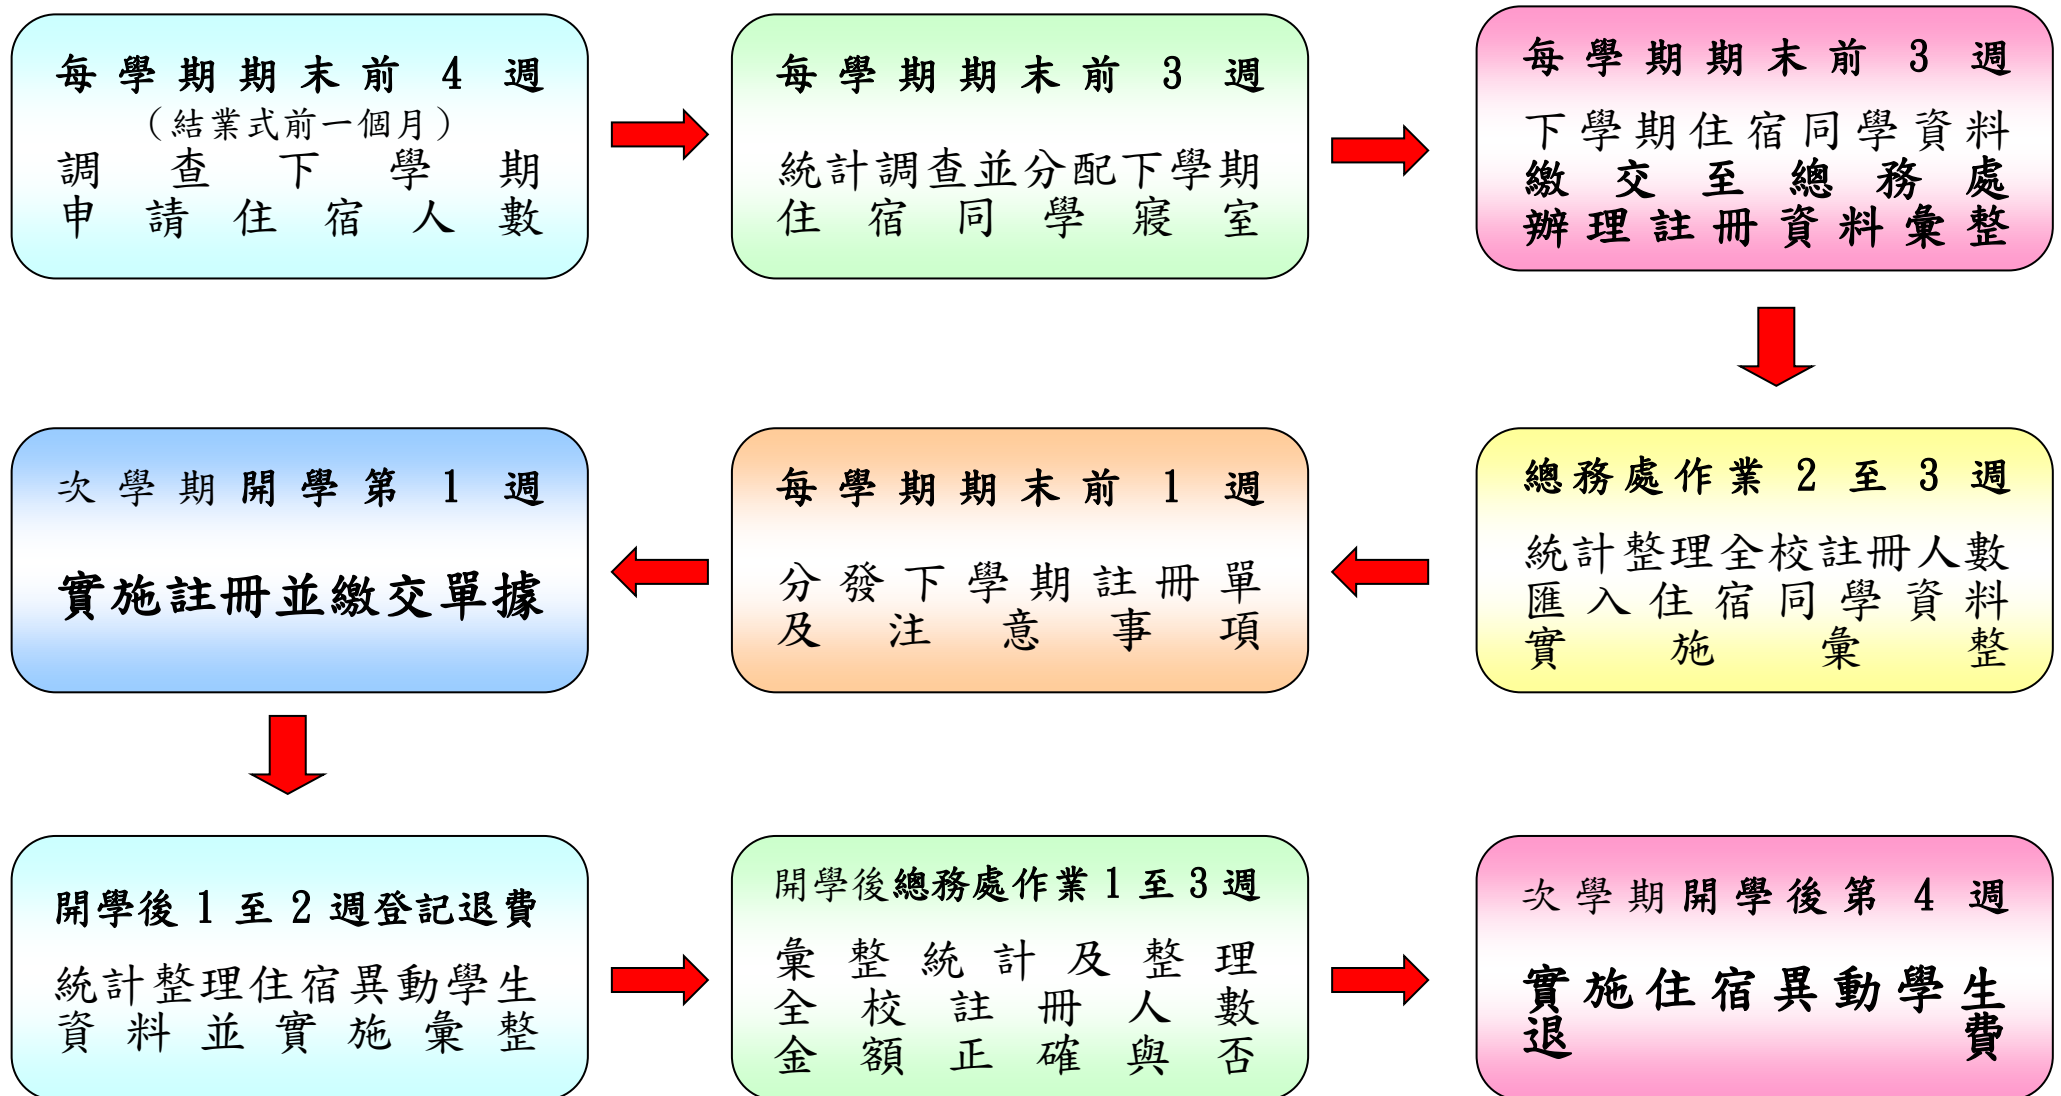 每學期期末前4週
（結業式前一個月）
調查下學期
申請住宿人數
每學期期末前3週
統計調查並分配下學期
住宿同學寢室
每學期期末前3週
下學期住宿同學資料
繳交至總務處
辦理註冊資料彙整
總務處作業2至3週
統計整理全校註冊人數
匯入住宿同學資料
實施彙整
每學期期末前1週
分發下學期註冊單
及注意事項
次學期開學第1週
實施註冊並繳交單據
開學後1至2週登記退費
統計整理住宿異動學生
資料並實施彙整
開學後總務處作業1至3週
彙整統計及整理
全校註冊人數
金額正確與否
次學期開學後第4週
實施住宿異動學生
退費